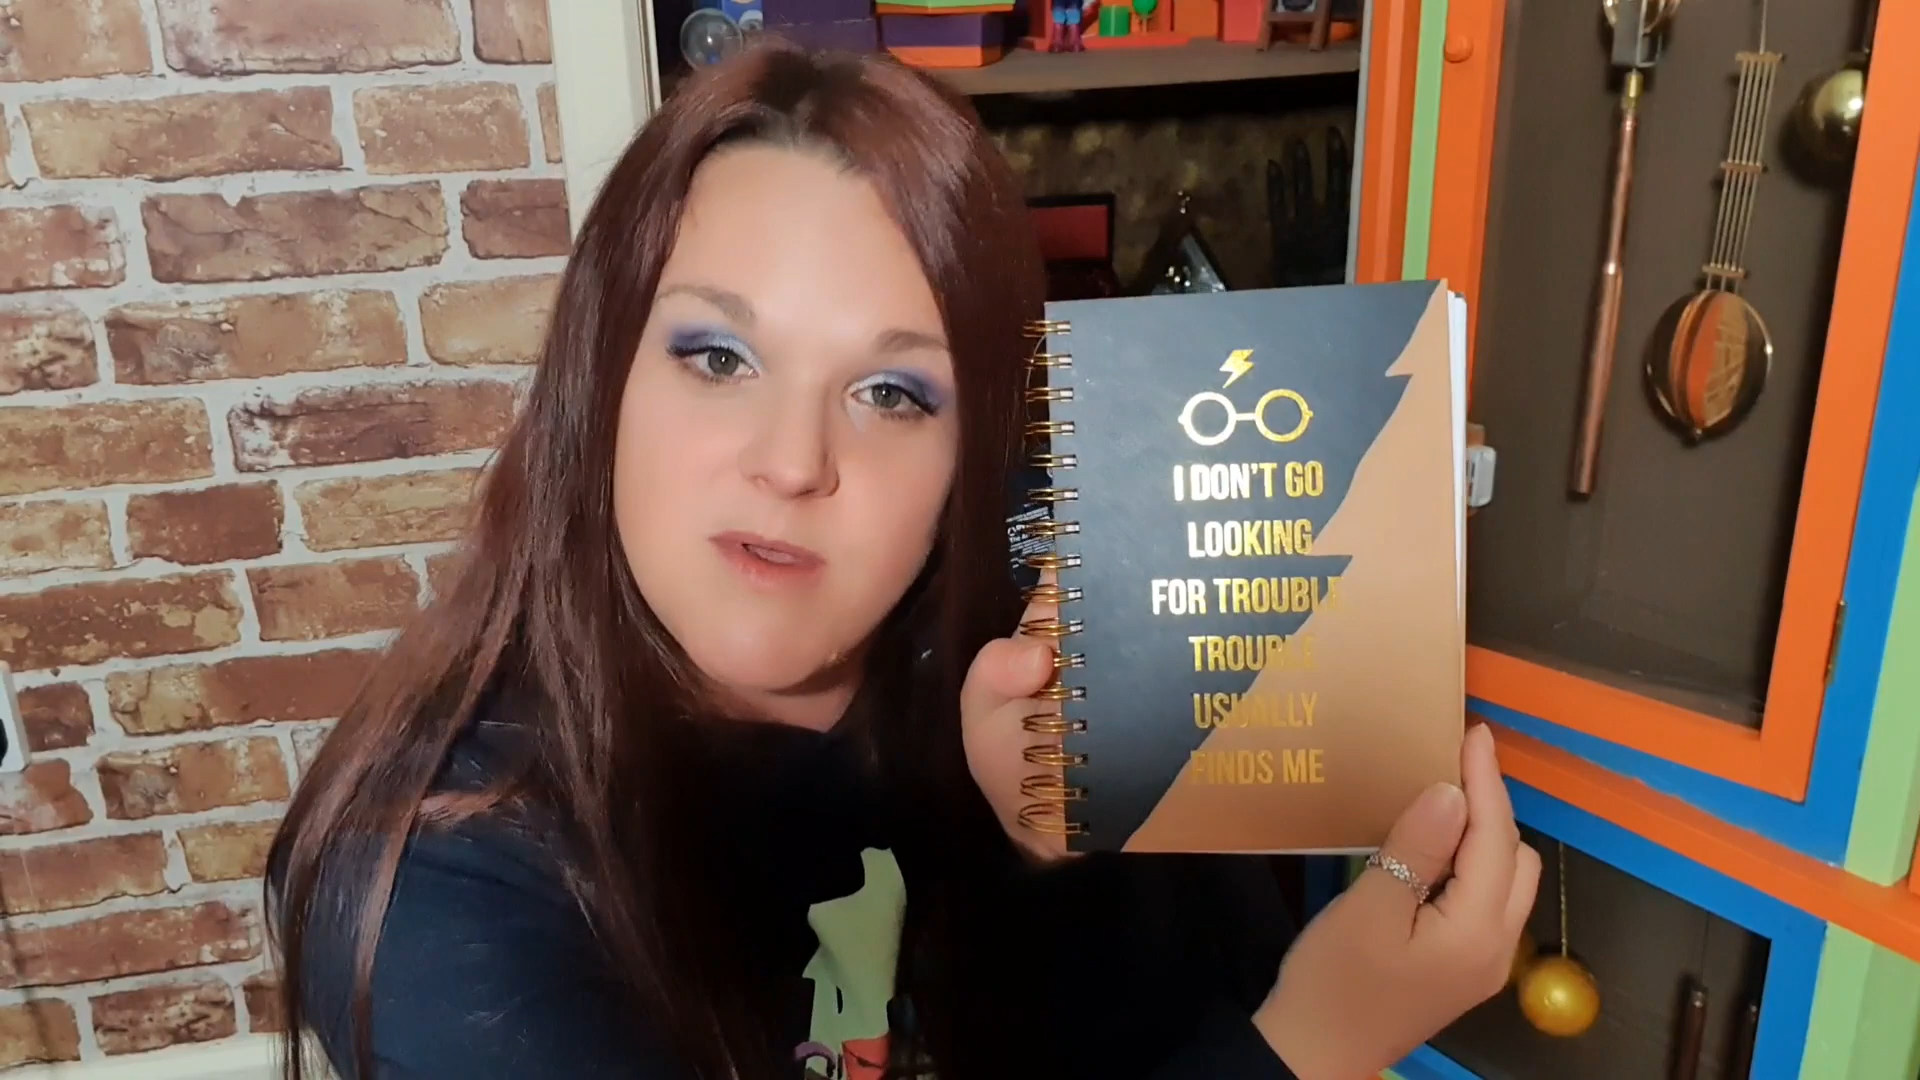 I DON'T GO
LOOKING
FOR TROUBLE
TROUBLE
USUALLY
FINDS ME